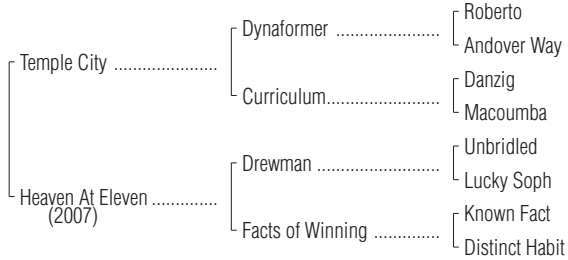 Roberto
Dynaformer ......................
Andover Way
Temple City ......................
Danzig
Curriculum........................
Macoumba
Unbridled
Drewman ..........................
Lucky Soph
Heaven At Eleven ..............
(2007)
Known Fact
Facts of Winning ..............
Distinct Habit